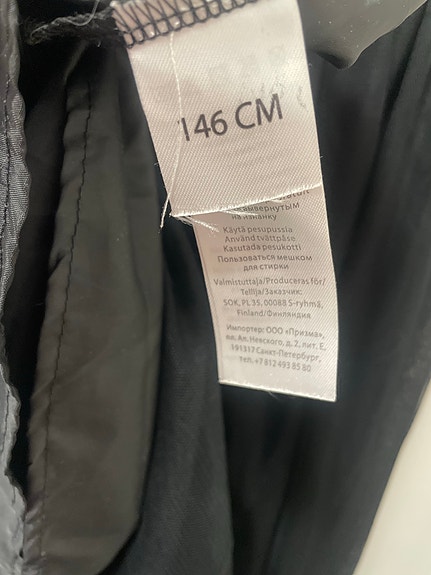 146 CM
вывернутым
на изнанку
Käytä pesupussia
Använd tvättpåse
Kasutada pesukotti
Пользоваться мешком
для стирки
Valmistuttaja/Produceras för/
Tellija/Заказчик:
SOK, PL 35, 00088 S-ryhmä,
Finland/Финляндия
Импортер: ООО «Призма»,
пл. Ал. Невского, д. 2, лит. Е,
191317 Санкт-Петербург,
тел. +7 812 493 85 80